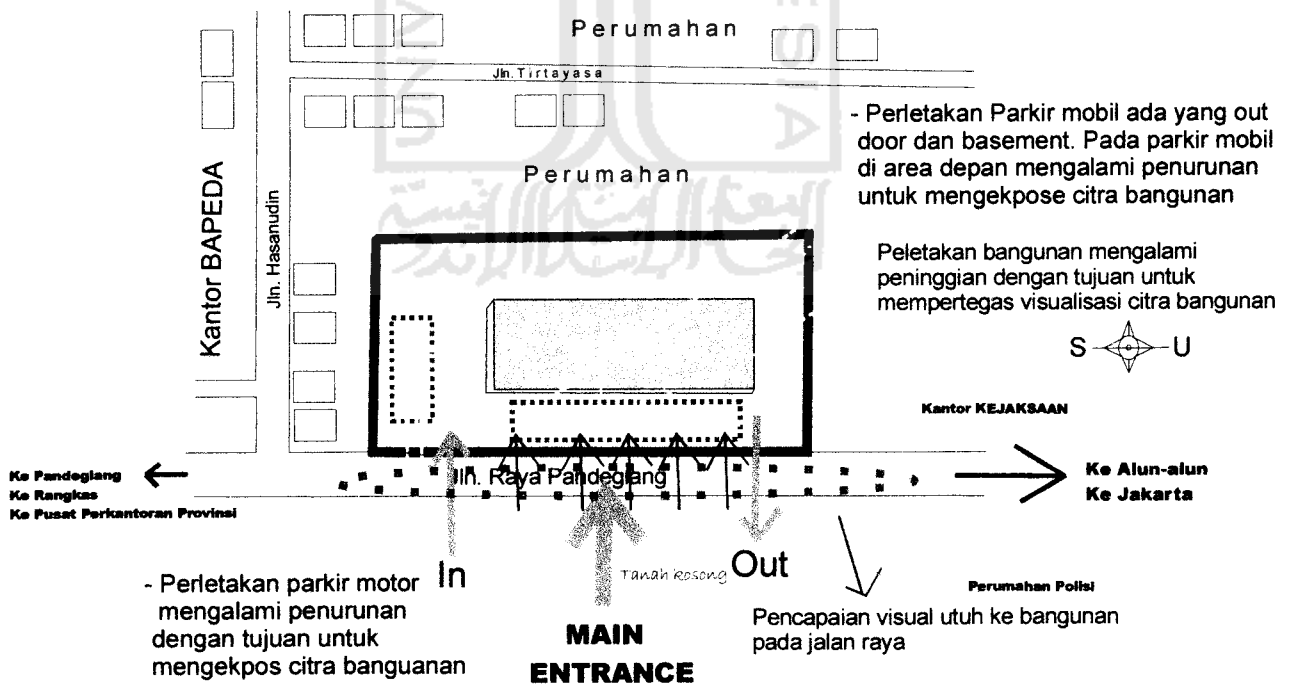 Perumahan
Jln. Tirtayasa
- Perletakan Parkir mobil ada yang out
door dan basement. Pada parkir mobil
di area depan mengalami penurunan
untuk mengekpose citra bangunan
Perumahan
Kantor BAPEDA
Jln. Hasanudin
Peletakan bangunan mengalami
peninggian dengan tujuan untuk
mempertegas visualisasi citra bangunan
S U
Kantor KEJAKSAAN
Ke Pandeglang
Ke Rangkas
Ke Pusat Perkantoran Provinsi
Jln. Raya Pandeglang
Ke Alun-alun
Ke Jakarta
- Perletakan parkir motor
mengalami penurunan
dengan tujuan untuk
mengekpos citra banguanan
In
Tanah kosong
Out
MAIN
ENTRANCE
Perumahan Polisi
Pencapaian visual utuh ke bangunan
pada jalan raya